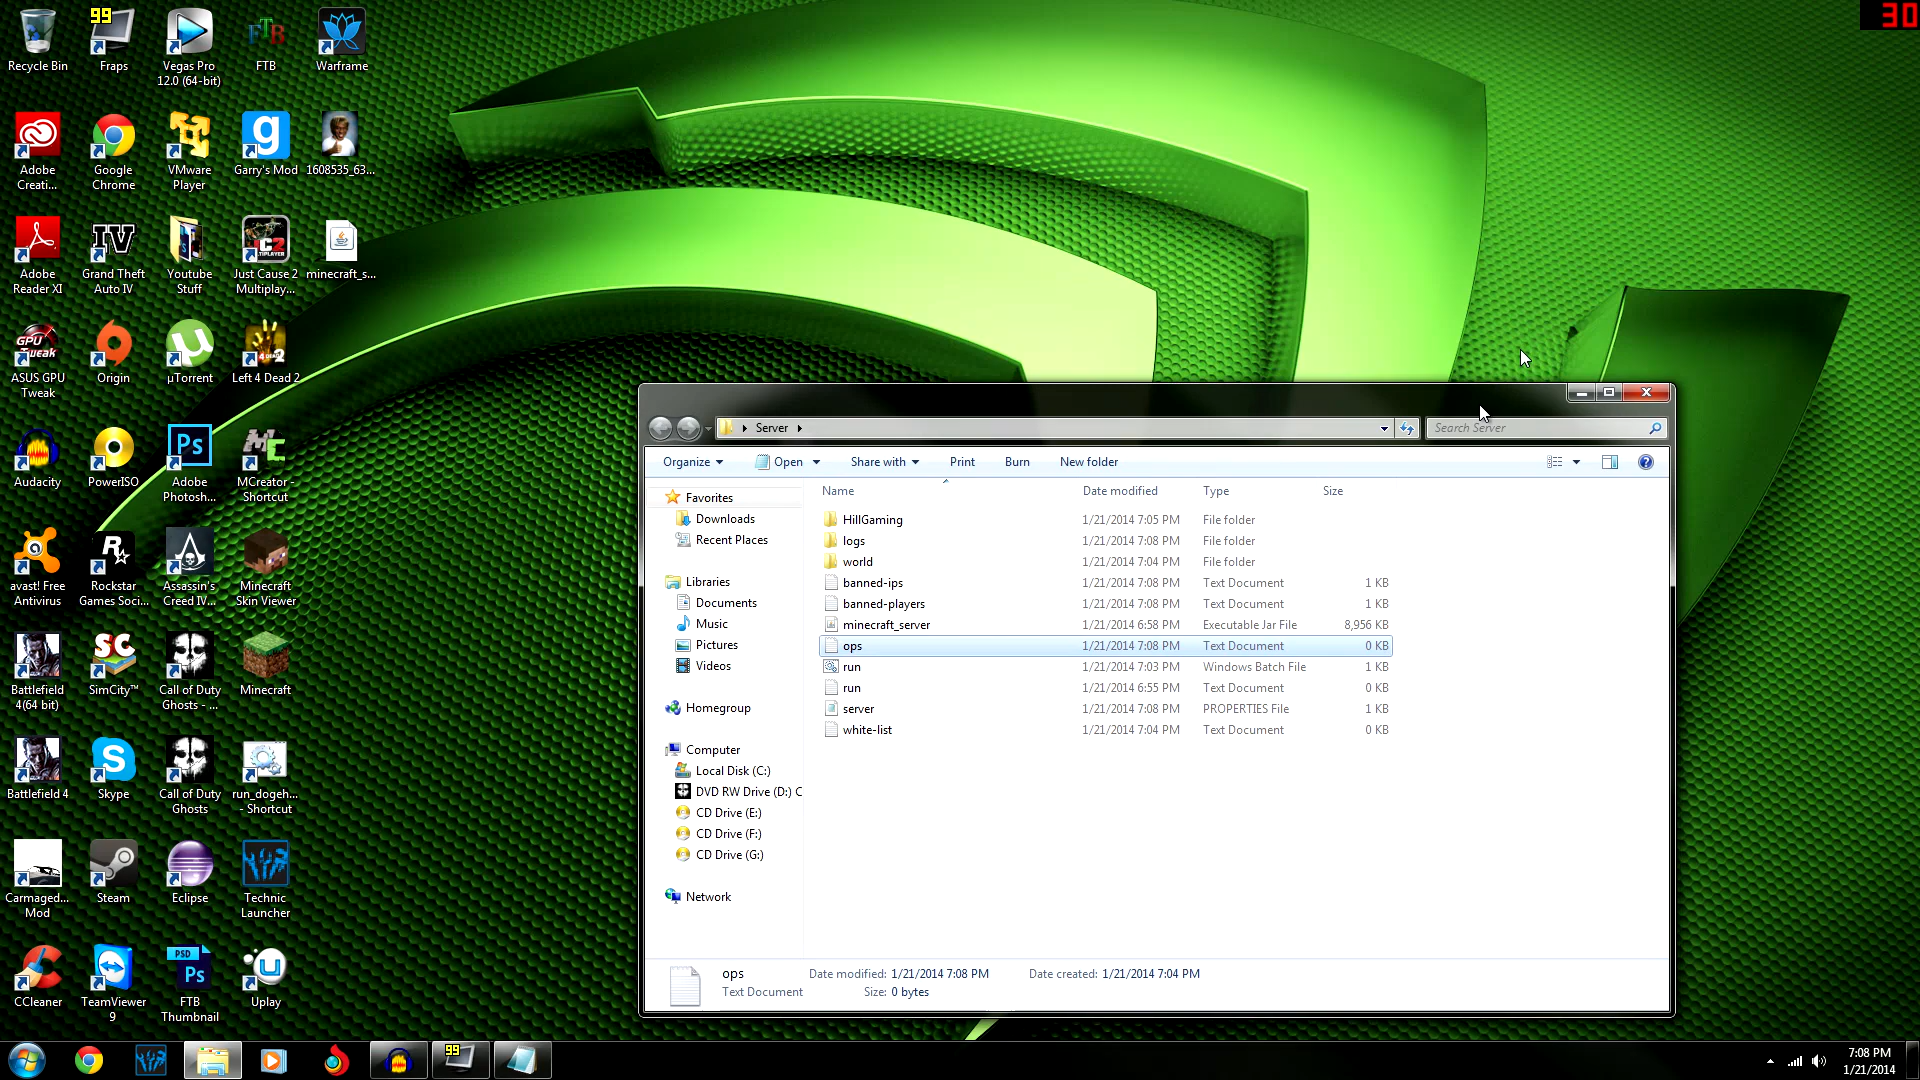 99
30
Recycle Bin
Fraps
Vegas Pro
12.0 (64-bit)
FTB
FTB
Warframe
Adobe
Creati...
Google
Chrome
VMware
Player
g
Garry's Mod
1608535_63...
Adobe
Reader XI
IV
Grand Theft
Auto IV
Youtube
Stuff
Just Cause 2
Multiplay...
minecraft_s...
GPU
Tweak
ASUS GPU
Tweak
Origin
µTorrent
Left 4 Dead 2
Audacity
PowerISO
Ps
Adobe
Photosh...
MCreator -
Shortcut
avast! Free
Antivirus
Rockstar
Games Soci...
Assassin's
Creed IV...
Minecraft
Skin Viewer
Battlefield
4(64 bit)
SC
SimCity™
Call of Duty
Ghosts - ...
Minecraft
Battlefield 4
Skype
Call of Duty
Ghosts
run_dogeh...
- Shortcut
Carmaged...
Mod
Steam
Eclipse
Technic
Launcher
CCleaner
TeamViewer
9
PSD
Ps
FTB
Thumbnail
Uplay
Server
Search Server
Organize
Open
Share with
Print
Burn
New folder
Favorites
Downloads
Recent Places
Libraries
Documents
Music
Pictures
Videos
Homegroup
Computer
Local Disk (C:)
DVD RW Drive (D:) C
CD Drive (E:)
CD Drive (F:)
CD Drive (G:)
Network
Name Date modified Type Size
HillGaming 1/21/2014 7:05 PM File folder
logs 1/21/2014 7:08 PM File folder
world 1/21/2014 7:04 PM File folder
banned-ips 1/21/2014 7:08 PM Text Document 1 KB
banned-players 1/21/2014 7:08 PM Text Document 1 KB
minecraft_server 1/21/2014 6:58 PM Executable Jar File 8,956 KB
ops 1/21/2014 7:08 PM Text Document 0 KB
run 1/21/2014 7:03 PM Windows Batch File 1 KB
run 1/21/2014 6:55 PM Text Document 0 KB
server 1/21/2014 7:08 PM PROPERTIES File 1 KB
white-list 1/21/2014 7:04 PM Text Document 0 KB
ops Date modified: 1/21/2014 7:08 PM Date created: 1/21/2014 7:04 PM
Text Document Size: 0 bytes
99
7:08 PM
1/21/2014